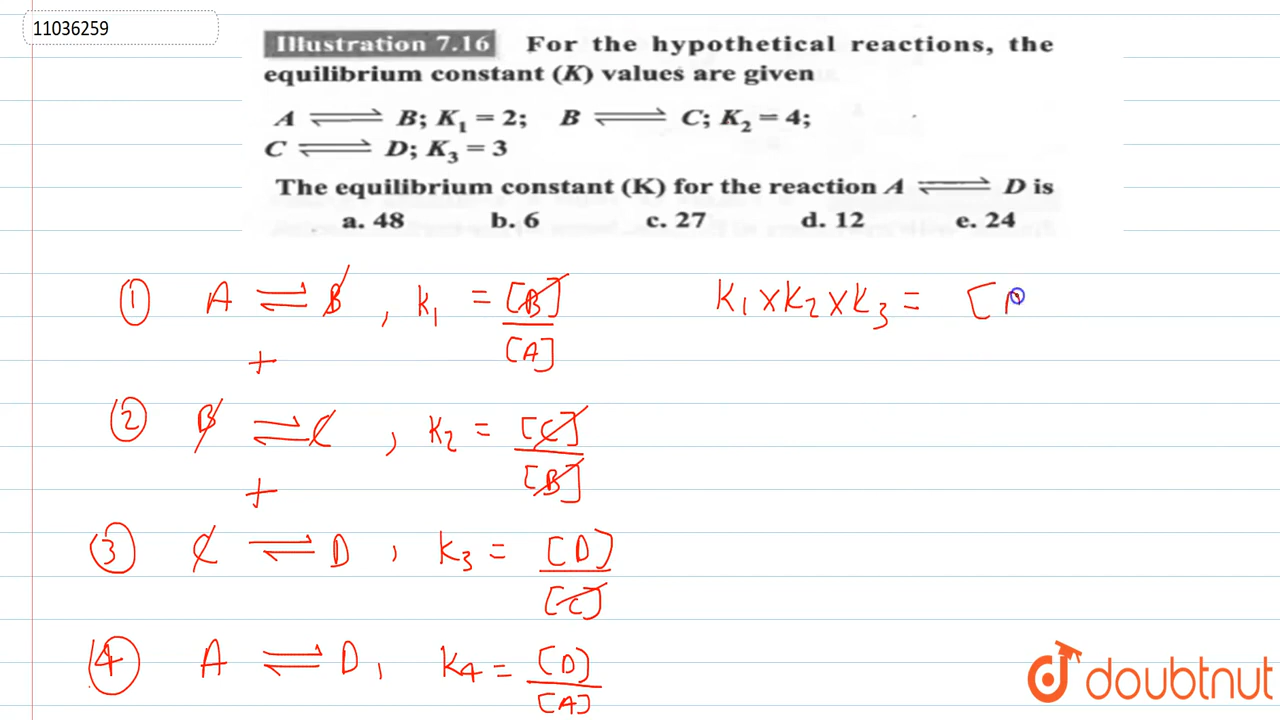 11036259
Illustration 7.16 For the hypothetical reactions, the
equilibrium constant (K) values are given
A ⇌ B; K₁ = 2; B ⇌ C; K₂ = 4;
C ⇌ D; K₃ = 3
The equilibrium constant (K) for the reaction A ⇌ D is
a. 48 b. 6 c. 27 d. 12 e. 24
① A ⇌ B , k₁ = [B]/[A]
+
② B ⇌ C , k₂ = [C]/[B]
+
③ C ⇌ D , k₃ = [D]/[C]
④ A ⇌ D , k₄ = [D]/[A]
k₁ x k₂ x k₃ = [
doubtnut